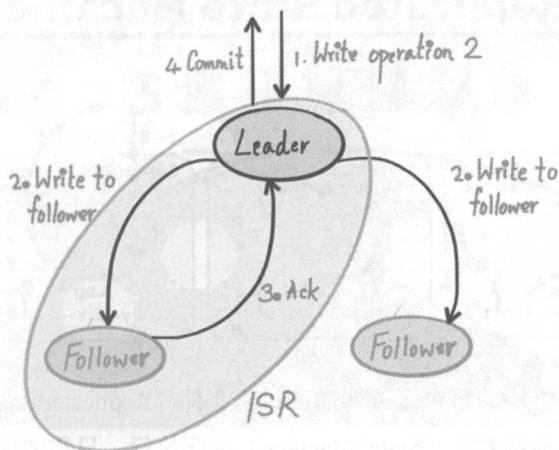 4. Commit
1. Write operation 2
Leader
2. Write to
follower
2. Write to
follower
3. Ack
Follower
Follower
ISR